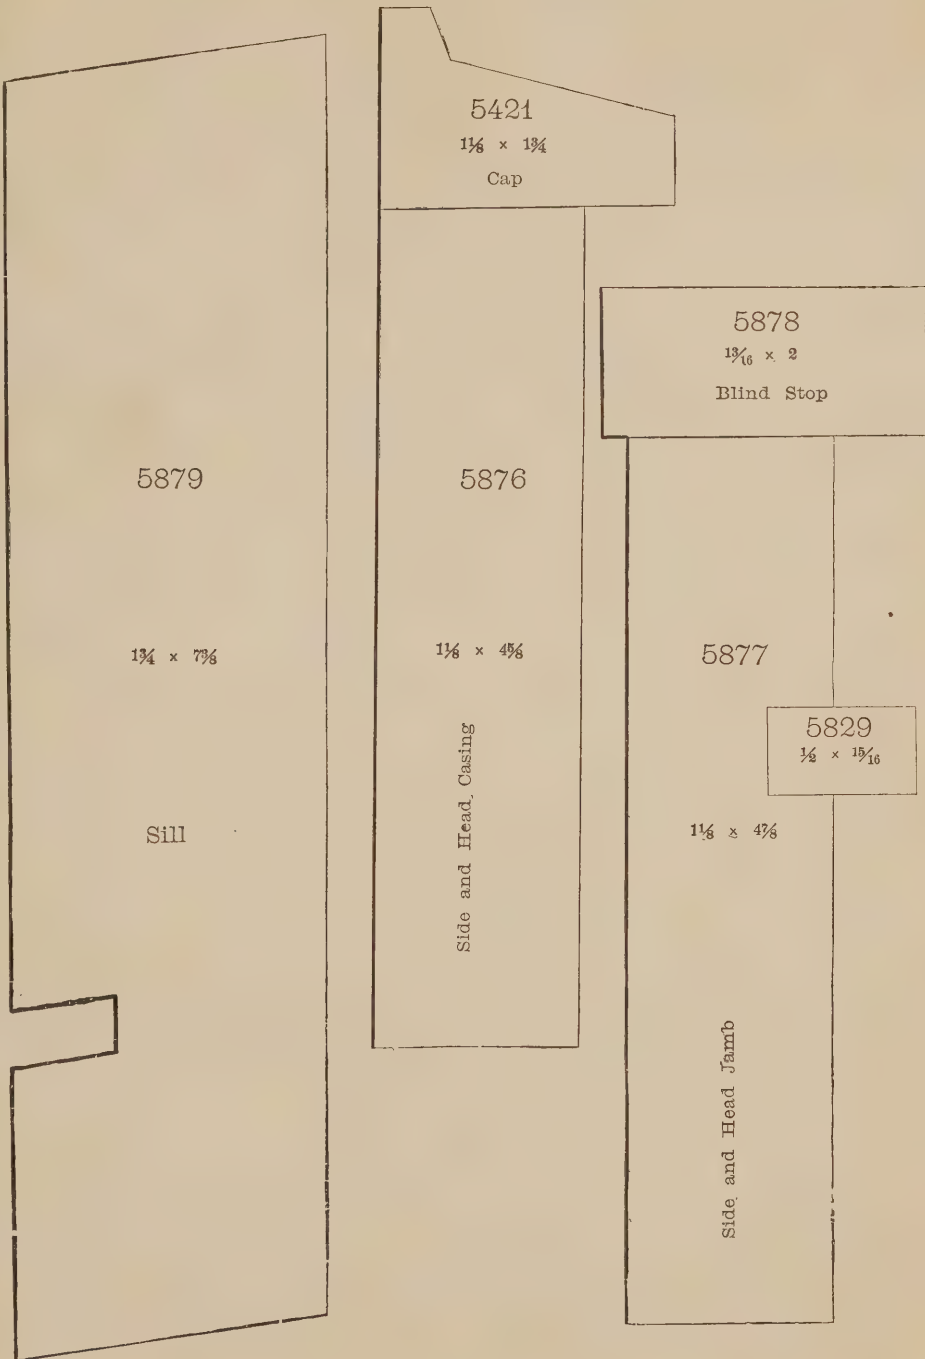 5421
1⅛ × 1¾
Cap
5878
1 3/16 × 2
Blind Stop
5879
1¾ × 7⅜
Sill
5876
1⅛ × 4⅝
Side and Head Casing
5877
1⅛ × 4⅞
Side and Head Jamb
5829
½ × 15/16